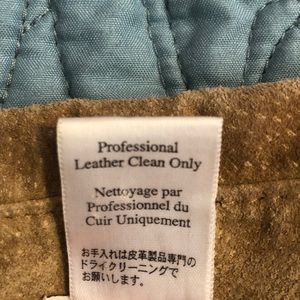 Professional
Leather Clean Only
Nettoyage par
Professionnel du
Cuir Uniquement
お手入れは皮革製品専門の
ドライクリーニングで
お願いします。